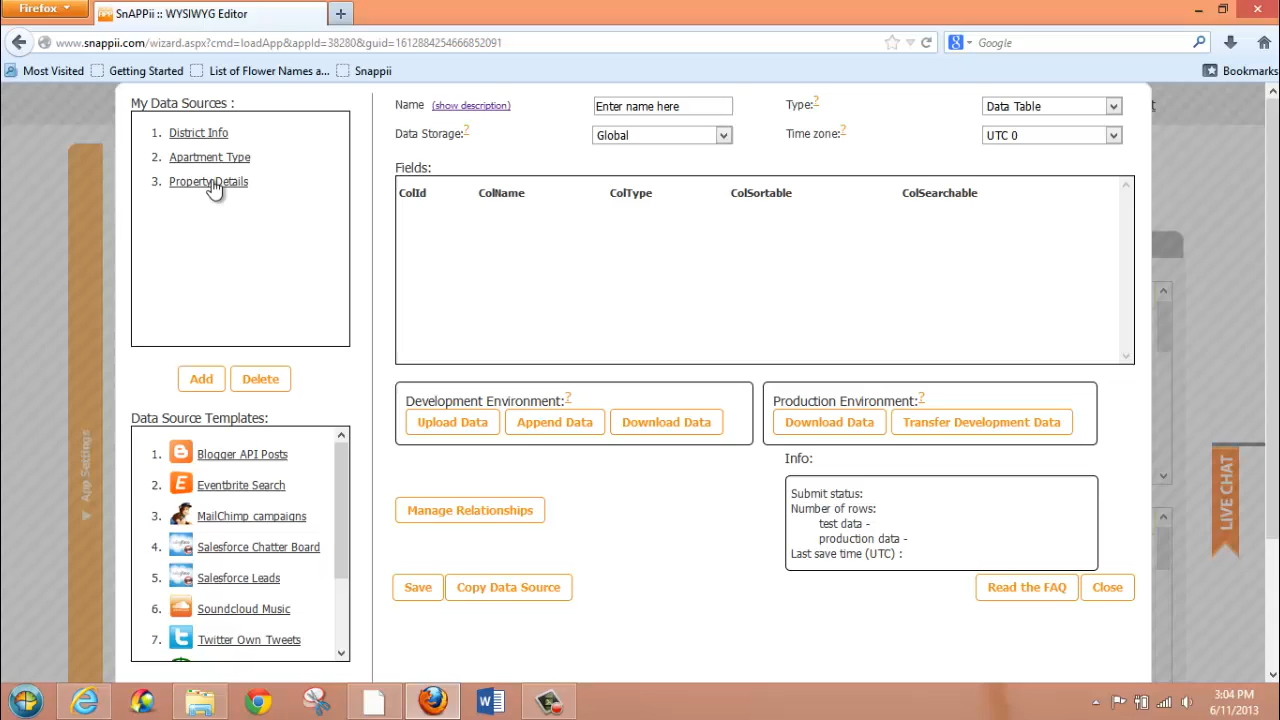 Firefox
SnAPPii :: WYSIWYG Editor
www.snappii.com/wizard.aspx?cmd=loadApp&appId=38280&guid=1612884254666852091
Google
Most Visited
Getting Started
List of Flower Names a...
Snappii
Bookmarks
My Data Sources :
1. District Info
2. Apartment Type
3. Property Details
Add
Delete
Data Source Templates:
1. Blogger API Posts
2. Eventbrite Search
3. MailChimp campaigns
4. Salesforce Chatter Board
5. Salesforce Leads
6. Soundcloud Music
7. Twitter Own Tweets
Name (show description)
Enter name here
Type:?
Data Table
Data Storage:?
Global
Time zone:?
UTC 0
Fields:
ColId ColName ColType ColSortable ColSearchable
Development Environment:?
Upload Data
Append Data
Download Data
Production Environment:?
Download Data
Transfer Development Data
Manage Relationships
Info:
Submit status:
Number of rows:
test data -
production data -
Last save time (UTC) :
Save
Copy Data Source
Read the FAQ
Close
App Settings
LIVE CHAT
3:04 PM
6/11/2013